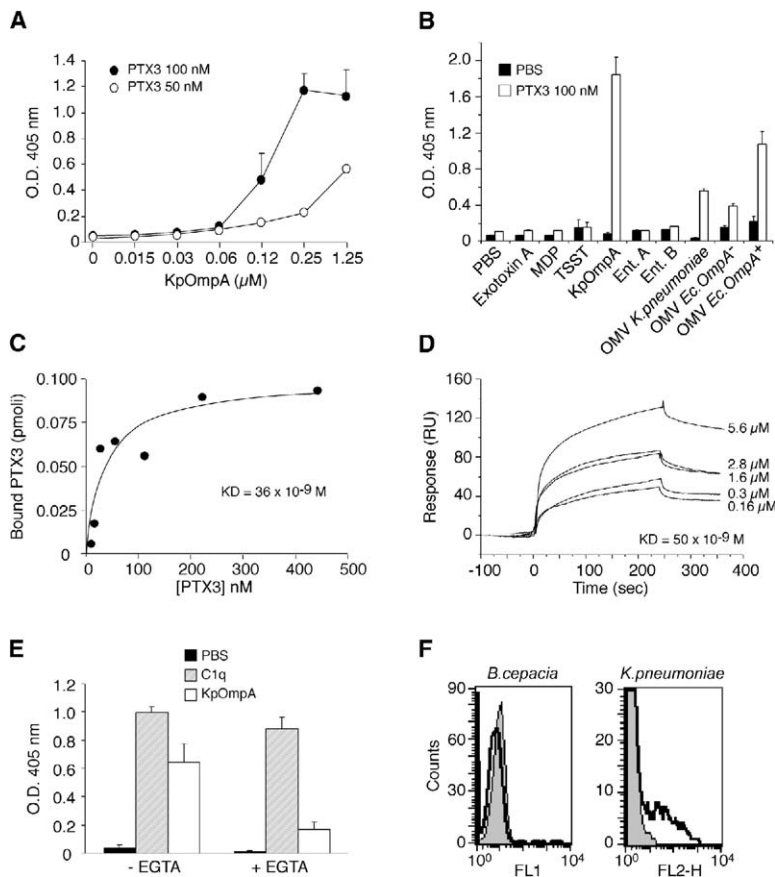 A
PTX3 100 nM
PTX3 50 nM
O.D. 405 nm
1.4
1.2
1.0
0.8
0.6
0.4
0.2
0
0 0.015 0.03 0.06 0.12 0.25 1.25
KpOmpA (µM)
B
PBS
PTX3 100 nM
O.D. 405 nm
2.0
1.6
1.2
0.8
0.4
0
PBS
Exotoxin A
MDP
TSST
KpOmpA
Ent. A
Ent. B
OMV K.pneumoniae
OMV Ec.OmpA-
OMV Ec.OmpA+
C
Bound PTX3 (pmoli)
0.100
0.075
0.050
0.025
0
KD = 36 x 10-9 M
0 100 200 300 400 500
[PTX3] nM
D
Response (RU)
160
120
80
40
0
5.6 µM
2.8 µM
1.6 µM
0.3 µM
0.16 µM
KD = 50 x 10-9 M
-100 0 100 200 300 400
Time (sec)
E
PBS
C1q
KpOmpA
O.D. 405 nm
1.2
1.0
0.8
0.6
0.4
0.2
0
- EGTA + EGTA
F
B.cepacia
Counts
90
60
30
0
100 104
FL1
K.pneumoniae
30
20
10
0
100 104
FL2-H